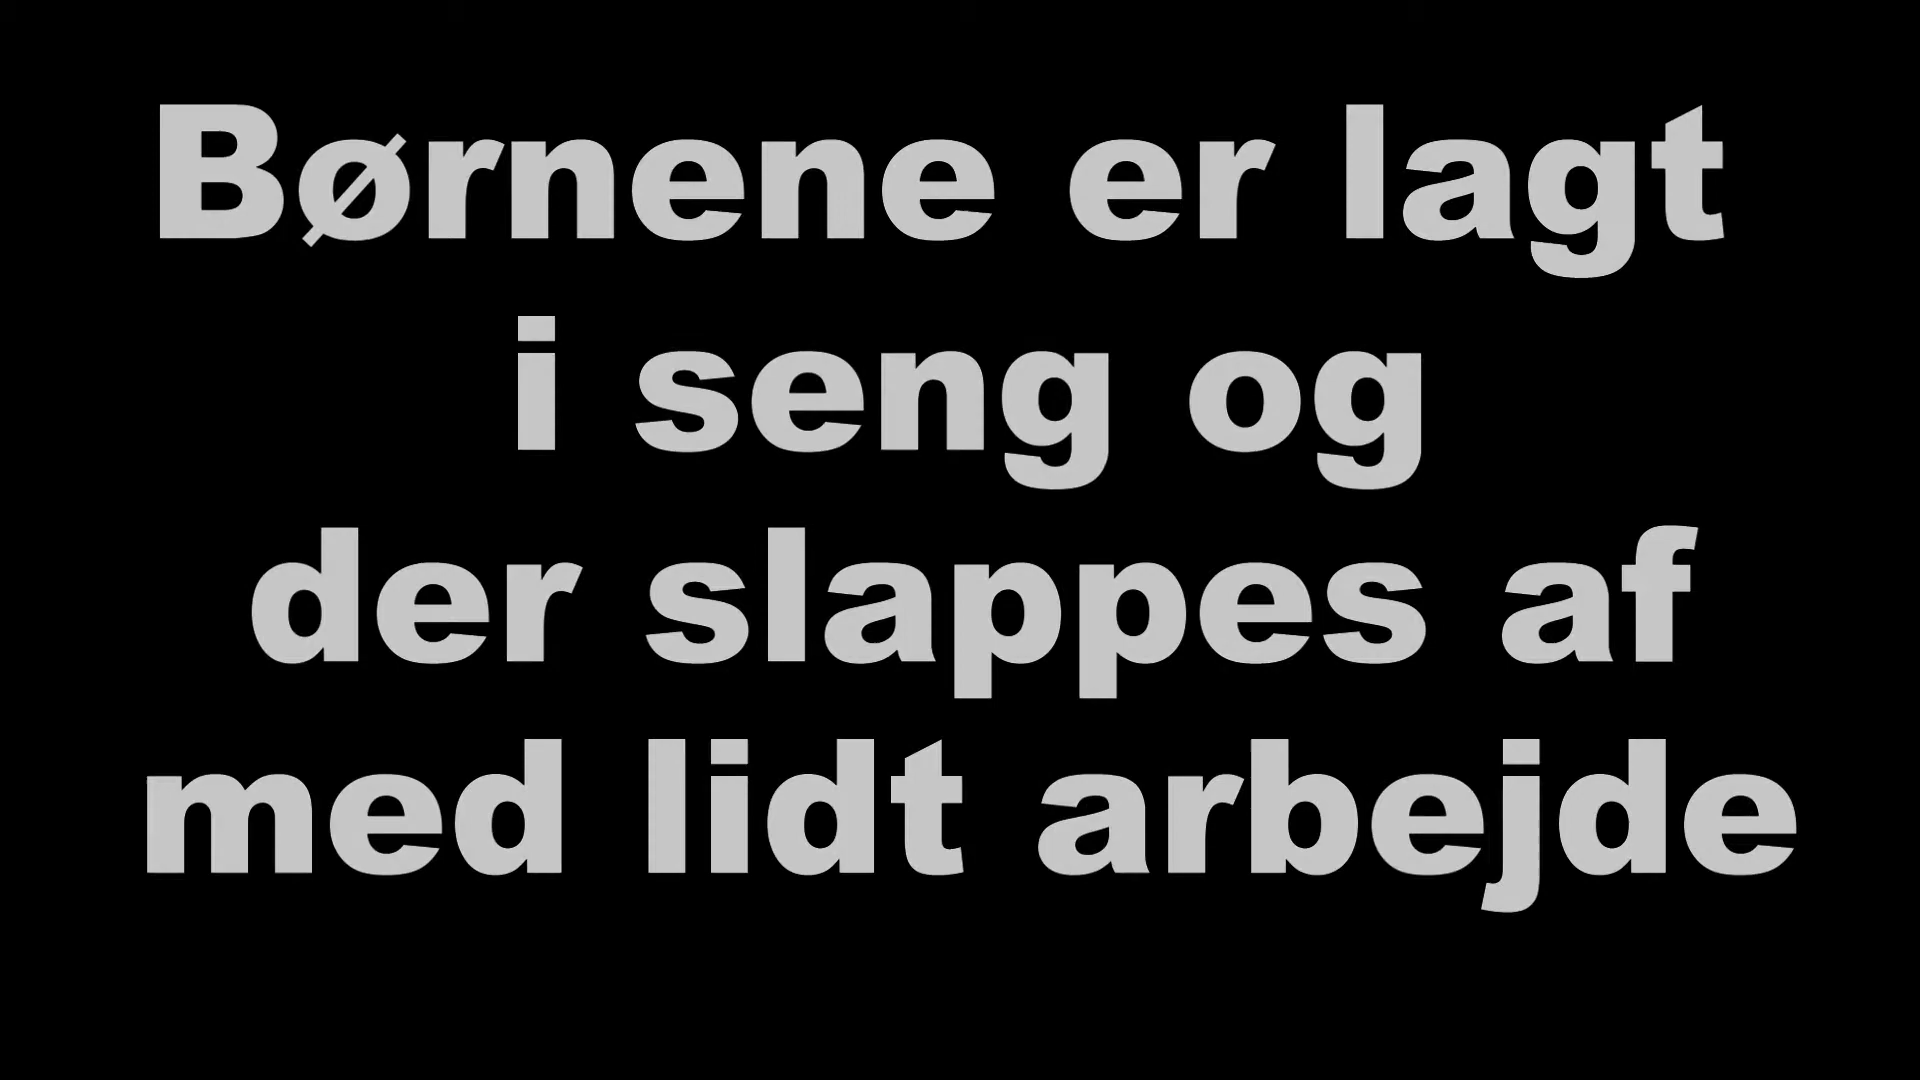 Børnene er lagt
i seng og
der slappes af
med lidt arbejde